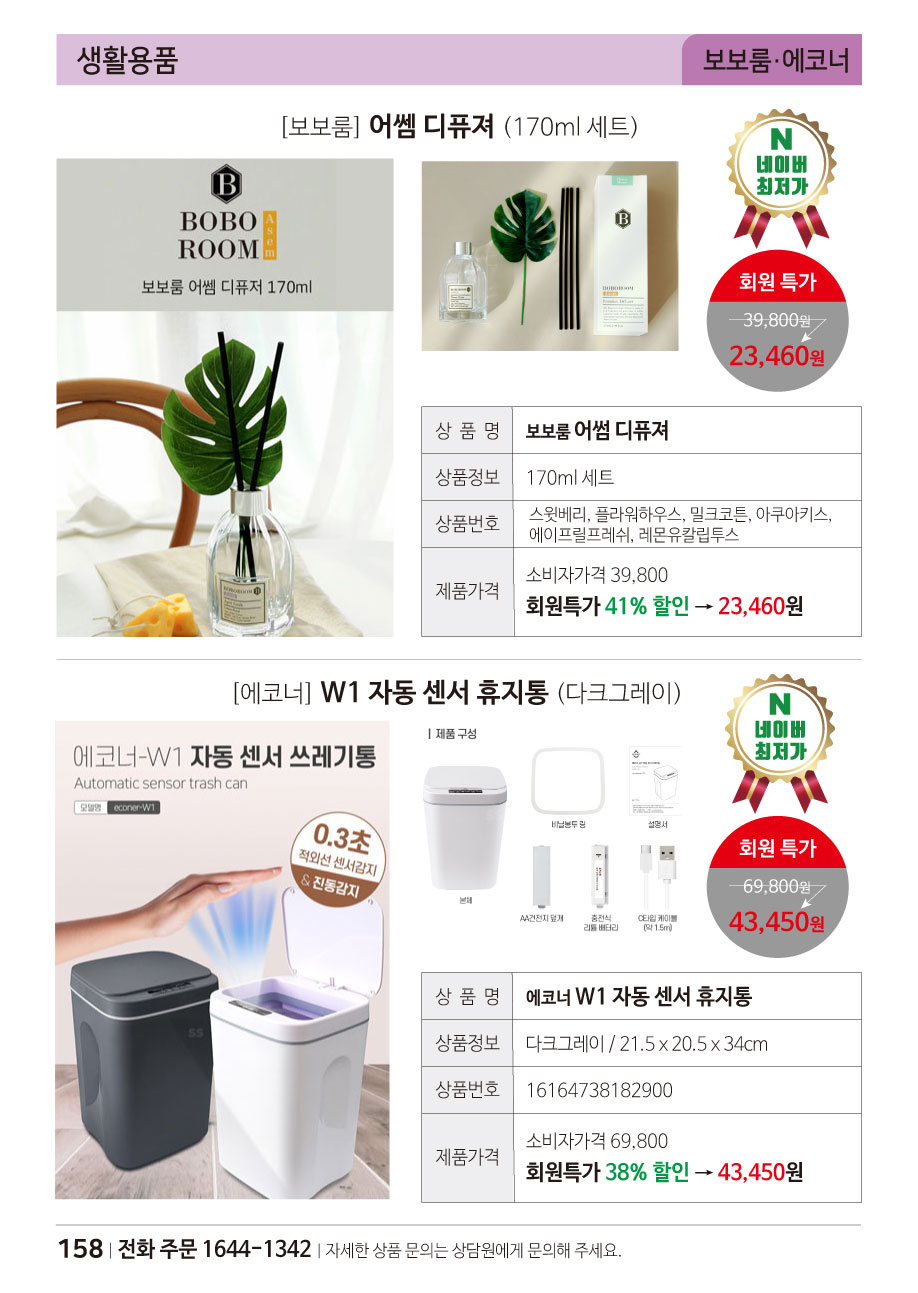 생활용품
보보룸·에코너
[보보룸] 어쎔 디퓨져 (170ml 세트)
B
BOBO
ROOM
Asem
보보룸 어쎔 디퓨저 170ml
BOBOROOM
B
B
BOBOROOM
N
네이버
최저가
회원 특가
39,800원
23,460원
상 품 명
보보룸 어썸 디퓨져
상품정보
170ml 세트
상품번호
스윗베리, 플라워하우스, 밀크코튼, 아쿠아키스,
에이프럴프레쉬, 레몬유칼립투스
제품가격
소비자가격 39,800
회원특가 41% 할인 → 23,460원
[에코너] W1 자동 센서 휴지통 (다크그레이)
에코너-W1 자동 센서 쓰레기통
Automatic sensor trash can
모델명 econer-W1
0.3초
적외선 센서감지
& 진동감지
SS
| 제품 구성
본체
비닐봉투 링
설명서
AA건전지 덮개
충전식
리튬 배터리
C타입 케이블
(약 1.5m)
N
네이버
최저가
회원 특가
69,800원
43,450원
상 품 명
에코너 W1 자동 센서 휴지통
상품정보
다크그레이 / 21.5 x 20.5 x 34cm
상품번호
16164738182900
제품가격
소비자가격 69,800
회원특가 38% 할인 → 43,450원
158 | 전화 주문 1644-1342 | 자세한 상품 문의는 상담원에게 문의해 주세요.